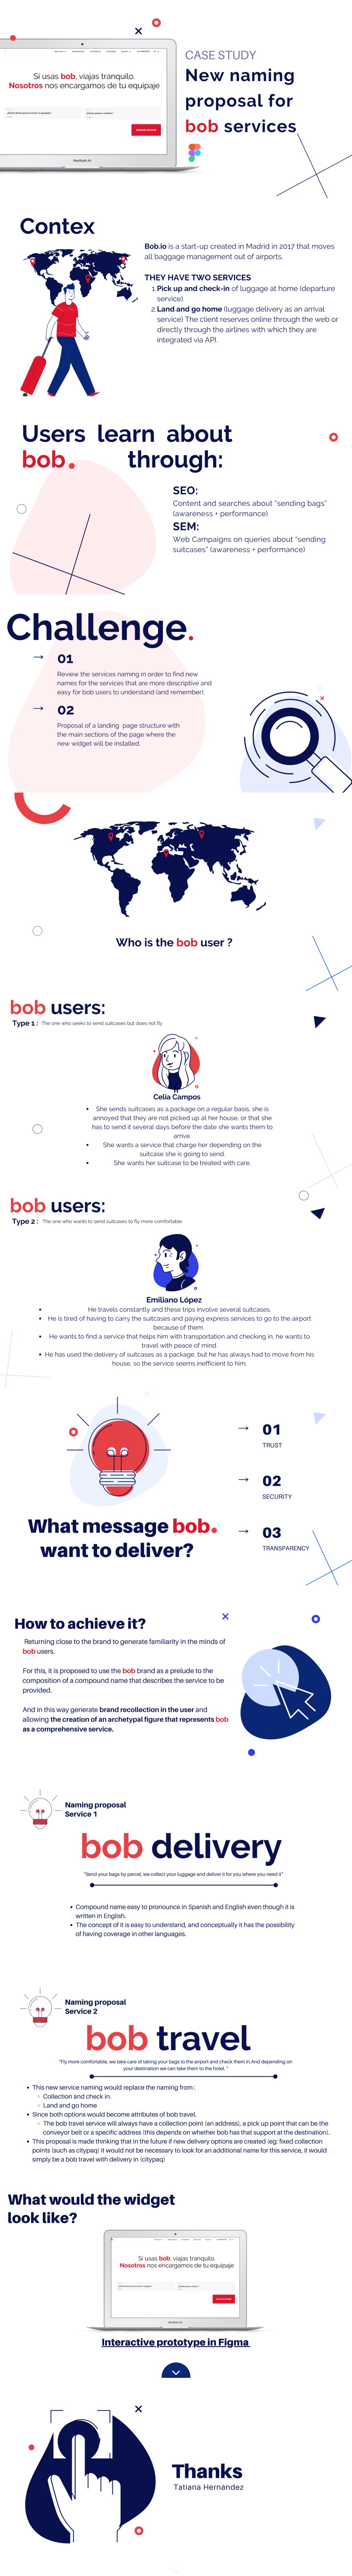 CASE STUDY
New naming
proposal for
bob services
Si usas bob, viajas tranquilo.
Nosotros nos encargamos de tu equipaje
MacBook Air
Contex
Bob.io is a start-up created in Madrid in 2017 that moves
all baggage management out of airports.
THEY HAVE TWO SERVICES
1. Pick up and check-in of luggage at home (departure
service).
2. Land and go home (luggage delivery as an arrival
service) The client reserves online through the web or
directly through the airlines with which they are
integrated via API.
Users learn about
bob. through:
SEO:
Content and searches about “sending bags”
(awareness + performance)
SEM:
Web Campaigns on queries about “sending
suitcases” (awareness + performance)
Challenge.
→ 01
Review the services naming in order to find new
names for the services that are more descriptive and
easy for bob users to understand (and remember).
→ 02
Proposal of a landing page structure with
the main sections of the page where the
new widget will be installed.
Who is the bob user ?
bob users:
Type 1 : The one who seeks to send suitcases but does not fly
Celia Campos
• She sends suitcases as a package on a regular basis, she is
annoyed that they are not picked up at her house, or that she
has to send it several days before the date she wants them to
arrive.
• She wants a service that charge her depending on the
suitcase she is going to send.
• She wants her suitcase to be treated with care.
bob users:
Type 2 : The one who wants to send suitcases to fly more comfortable
Emiliano López
• He travels constantly and these trips involve several suitcases.
• He is tired of having to carry the suitcases and paying express services to go to the airport
because of them.
• He wants to find a service that helps him with transportation and checking in, he wants to
travel with peace of mind.
• He has used the delivery of suitcases as a package, but he has always had to move from his
house, so the service seems inefficient to him.
→ 01
TRUST
→ 02
SECURITY
What message bob.
want to deliver?
→ 03
TRANSPARENCY
How to achieve it?
Returning close to the brand to generate familiarity in the minds of
bob users.
For this, it is proposed to use the bob brand as a prelude to the
composition of a compound name that describes the service to be
provided.
And in this way generate brand recollection in the user and
allowing the creation of an archetypal figure that represents bob
as a comprehensive service.
Naming proposal
Service 1
bob delivery
"Send your bags by parcel, we collect your luggage and deliver it for you where you need it"
• Compound name easy to pronounce in Spanish and English even though it is
written in English.
• The concept of it is easy to understand, and conceptually it has the possibility
of having coverage in other languages.
Naming proposal
Service 2
bob travel
"Fly more comfortable, we take care of taking your bags to the airport and check them in.And depending on
your destination we can take them to the hotel. "
• This new service naming would replace the naming from :
○ Collection and check in.
○ Land and go home
• Since both options would become attributes of bob travel.
○ The bob travel service will always have a collection point (an address), a pick up point that can be the
conveyor belt or a specific address (this depends on whether bob has that support at the destination).
• This proposal is made thinking that in the future if new delivery options are created (eg: fixed collection
points (such as citypaq) it would not be necessary to look for an additional name for this service, it would
simply be a bob travel with delivery in (citypaq)
What would the widget
look like?
Si usas bob, viajas tranquilo.
Nosotros nos encargamos de tu equipaje
MacBook Air
Interactive prototype in Figma
Thanks
Tatiana Hernández